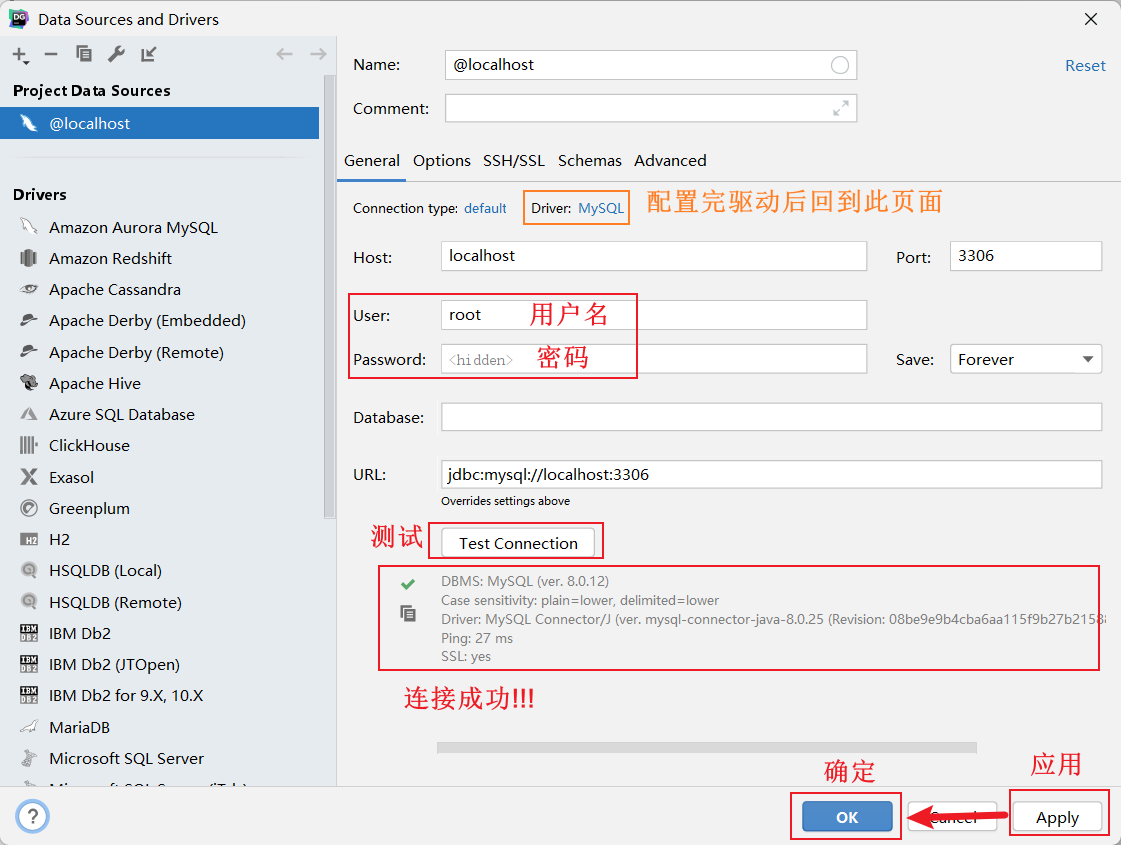 Data Sources and Drivers
Project Data Sources
@localhost
Drivers
Amazon Aurora MySQL
Amazon Redshift
Apache Cassandra
Apache Derby (Embedded)
Apache Derby (Remote)
Apache Hive
Azure SQL Database
ClickHouse
Exasol
Greenplum
H2
HSQLDB (Local)
HSQLDB (Remote)
IBM Db2
IBM Db2 (JTOpen)
IBM Db2 for 9.X, 10.X
MariaDB
Microsoft SQL Server
Name: @localhost
Reset
Comment:
General Options SSH/SSL Schemas Advanced
Connection type: default Driver: MySQL 配置完驱动后回到此页面
Host: localhost Port: 3306
User: root 用户名
Password: <hidden> 密码 Save: Forever
Database:
URL: jdbc:mysql://localhost:3306
Overrides settings above
测试 Test Connection
DBMS: MySQL (ver. 8.0.12)
Case sensitivity: plain=lower, delimited=lower
Driver: MySQL Connector/J (ver. mysql-connector-java-8.0.25 (Revision: 08be9e9b4cba6aa115f9b27b2158
Ping: 27 ms
SSL: yes
连接成功!!!
确定 应用
? OK Cancel Apply